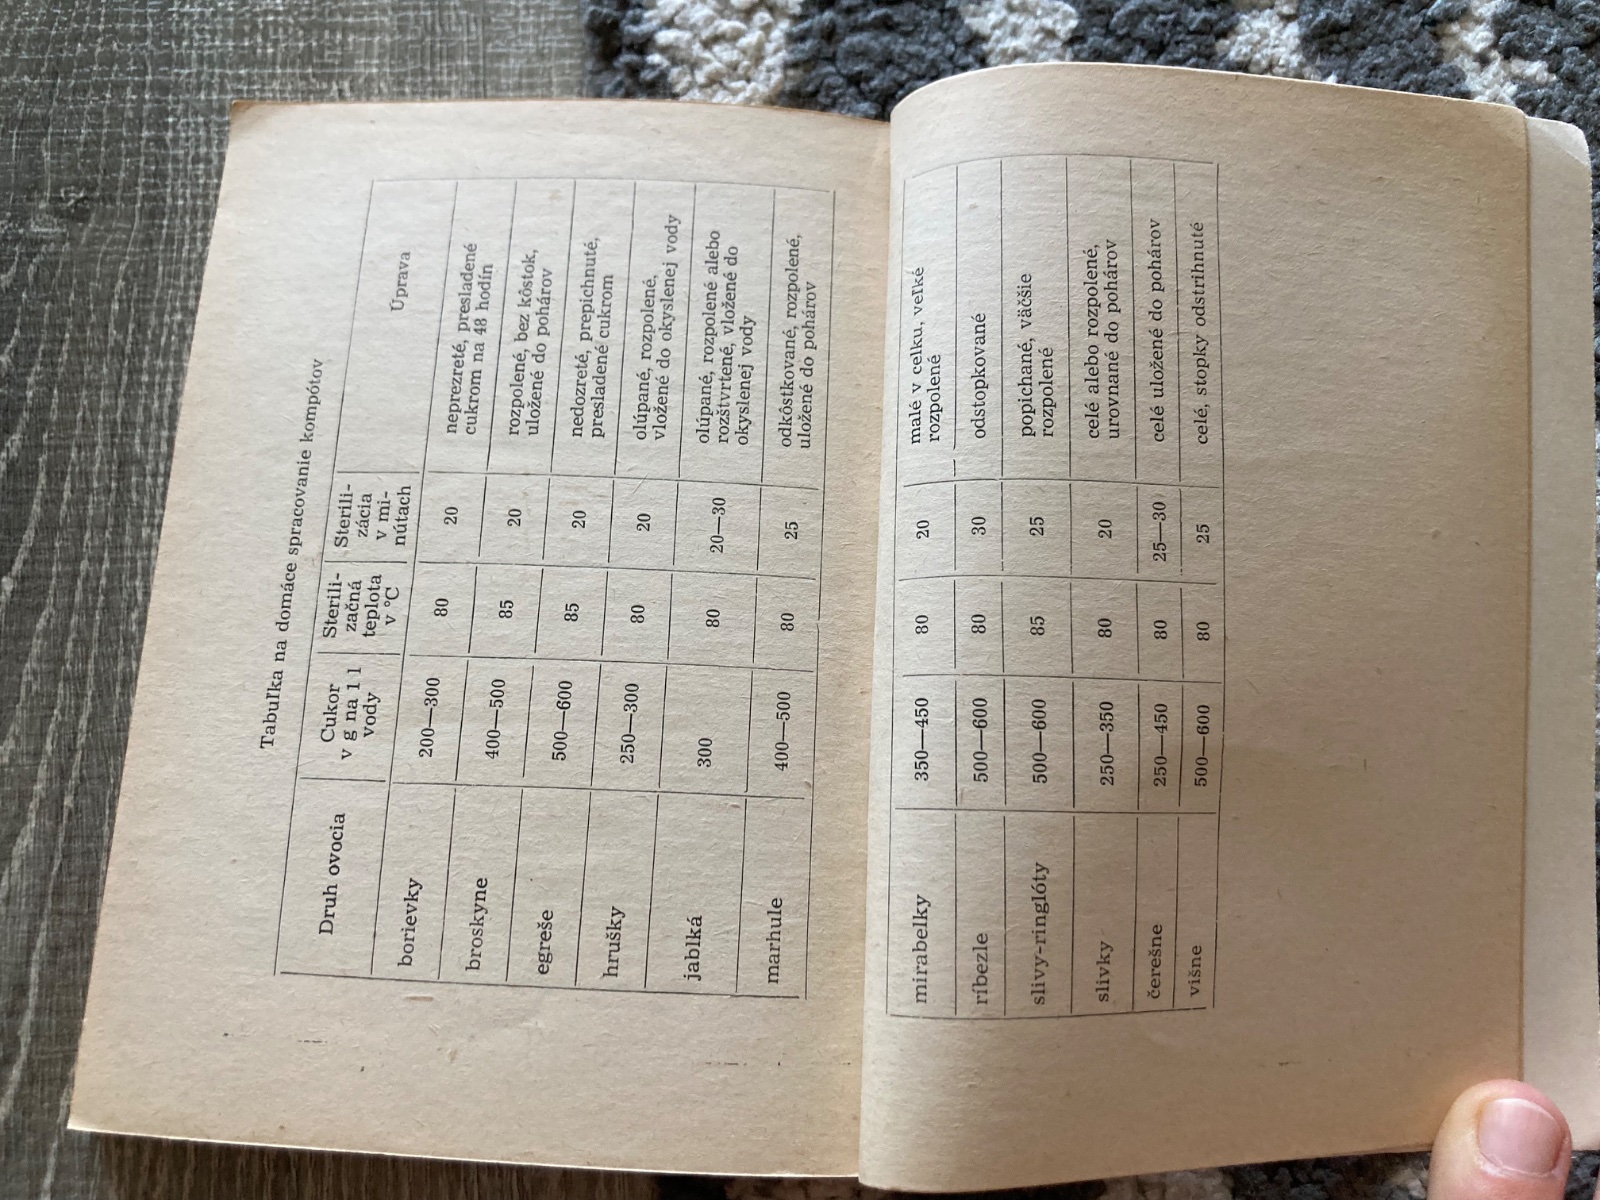 Tabuľka na domáce spracovanie kompótov
Druh ovocia
Cukor
v g na 1 l
vody
Sterili-
začná
teplota
v °C
Sterili-
zácia
v mi-
nútach
Úprava
borievky
200—300
80
20
neprezreté, presladené
cukrom na 48 hodín
broskyne
400—500
85
20
rozpolené, bez kôstok,
uložené do pohárov
egreše
500—600
85
20
nedozreté, prepichnuté,
presladené cukrom
hrušky
250—300
80
20
olúpané, rozpolené,
vložené do okyslenej vody
jablká
300
80
20—30
olúpané, rozpolené alebo
rozštvrtené, vložené do
okyslenej vody
marhule
400—500
80
25
odkôstkované, rozpolené,
uložené do pohárov
mirabelky
350—450
80
20
malé v celku, veľké
rozpolené
ríbezle
500—600
80
30
odstopkované
slivy-ringlóty
500—600
85
25
popichané, väčšie
rozpolené
slivky
250—350
80
20
celé alebo rozpolené,
urovnané do pohárov
čerešne
250—450
80
25—30
celé uložené do pohárov
višne
500—600
80
25
celé, stopky odstrihnuté